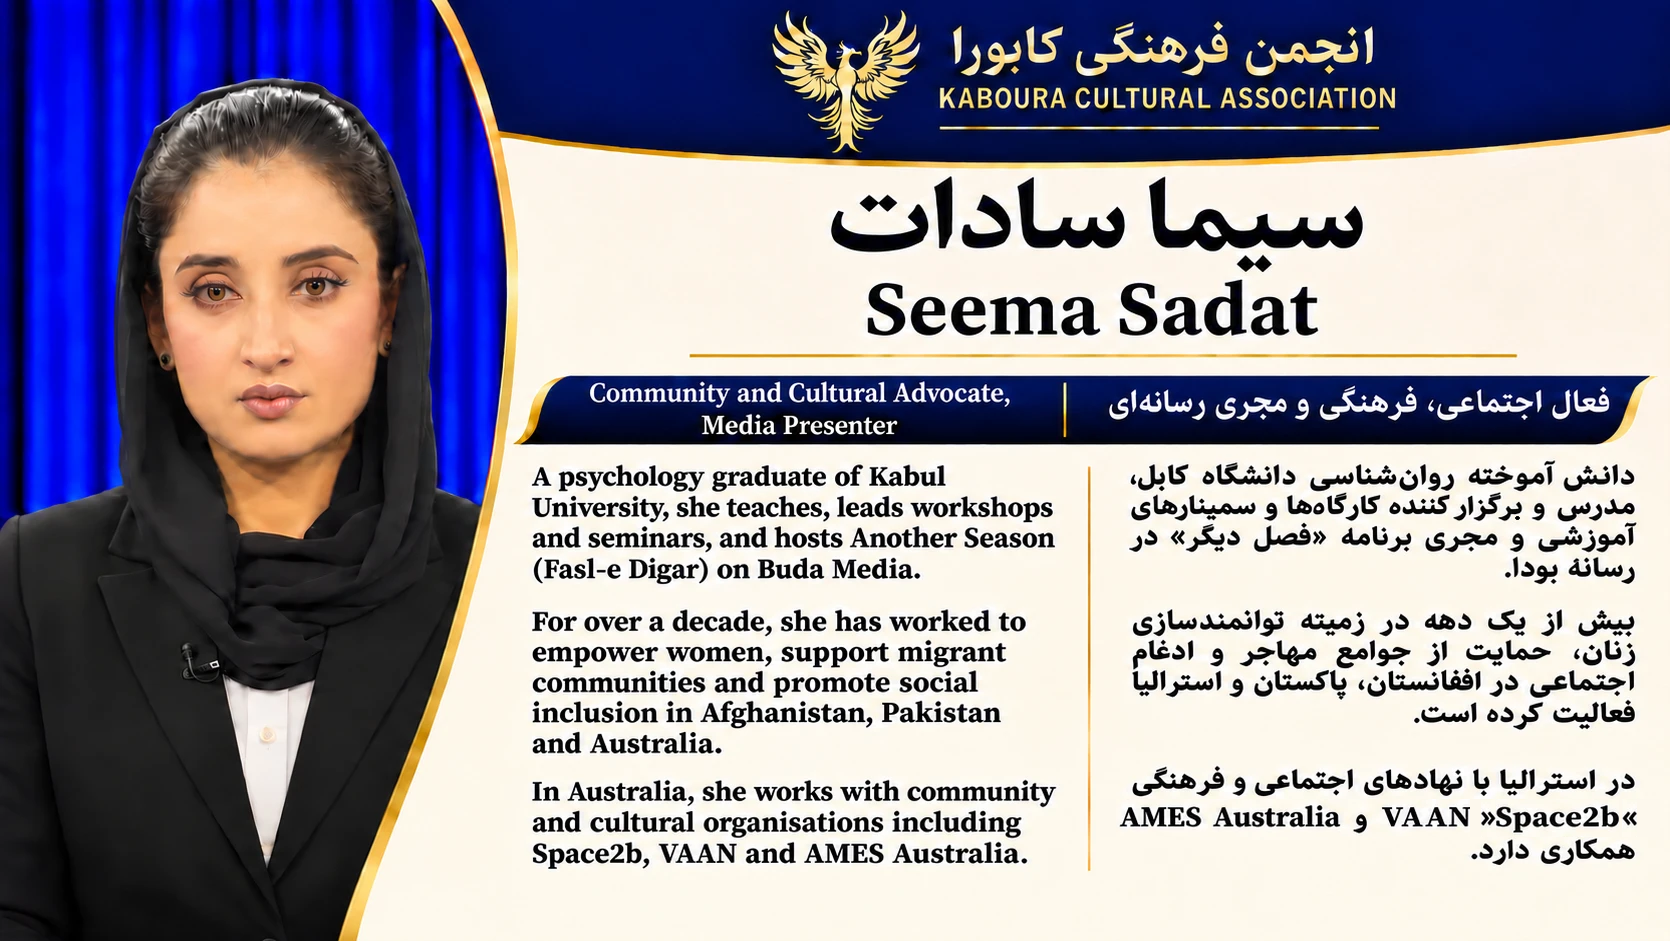 انجمن فرهنگی کابورا
KABOURA CULTURAL ASSOCIATION
سیما سادات
Seema Sadat
Community and Cultural Advocate,
Media Presenter
فعال اجتماعی، فرهنگی و مجری رسانه‌ای
A psychology graduate of Kabul
University, she teaches, leads workshops
and seminars, and hosts Another Season
(Fasl-e Digar) on Buda Media.
For over a decade, she has worked to
empower women, support migrant
communities and promote social
inclusion in Afghanistan, Pakistan
and Australia.
In Australia, she works with community
and cultural organisations including
Space2b, VAAN and AMES Australia.
دانش آموخته روان‌شناسی دانشگاه کابل،
مدرس و برگزار کننده کارگاه‌ها و سمینارهای
آموزشی و مجری برنامه «فصل دیگر» در
رسانهٔ بودا.
بیش از یک دهه در زمیته توانمندسازی
زنان، حمایت از جوامع مهاجر و ادغام
اجتماعی در افغانستان، پاکستان و استرالیا
فعالیت کرده است.
در استرالیا با نهادهای اجتماعی و فرهنگی
«Space2b» VAAN و AMES Australia
همکاری دارد.